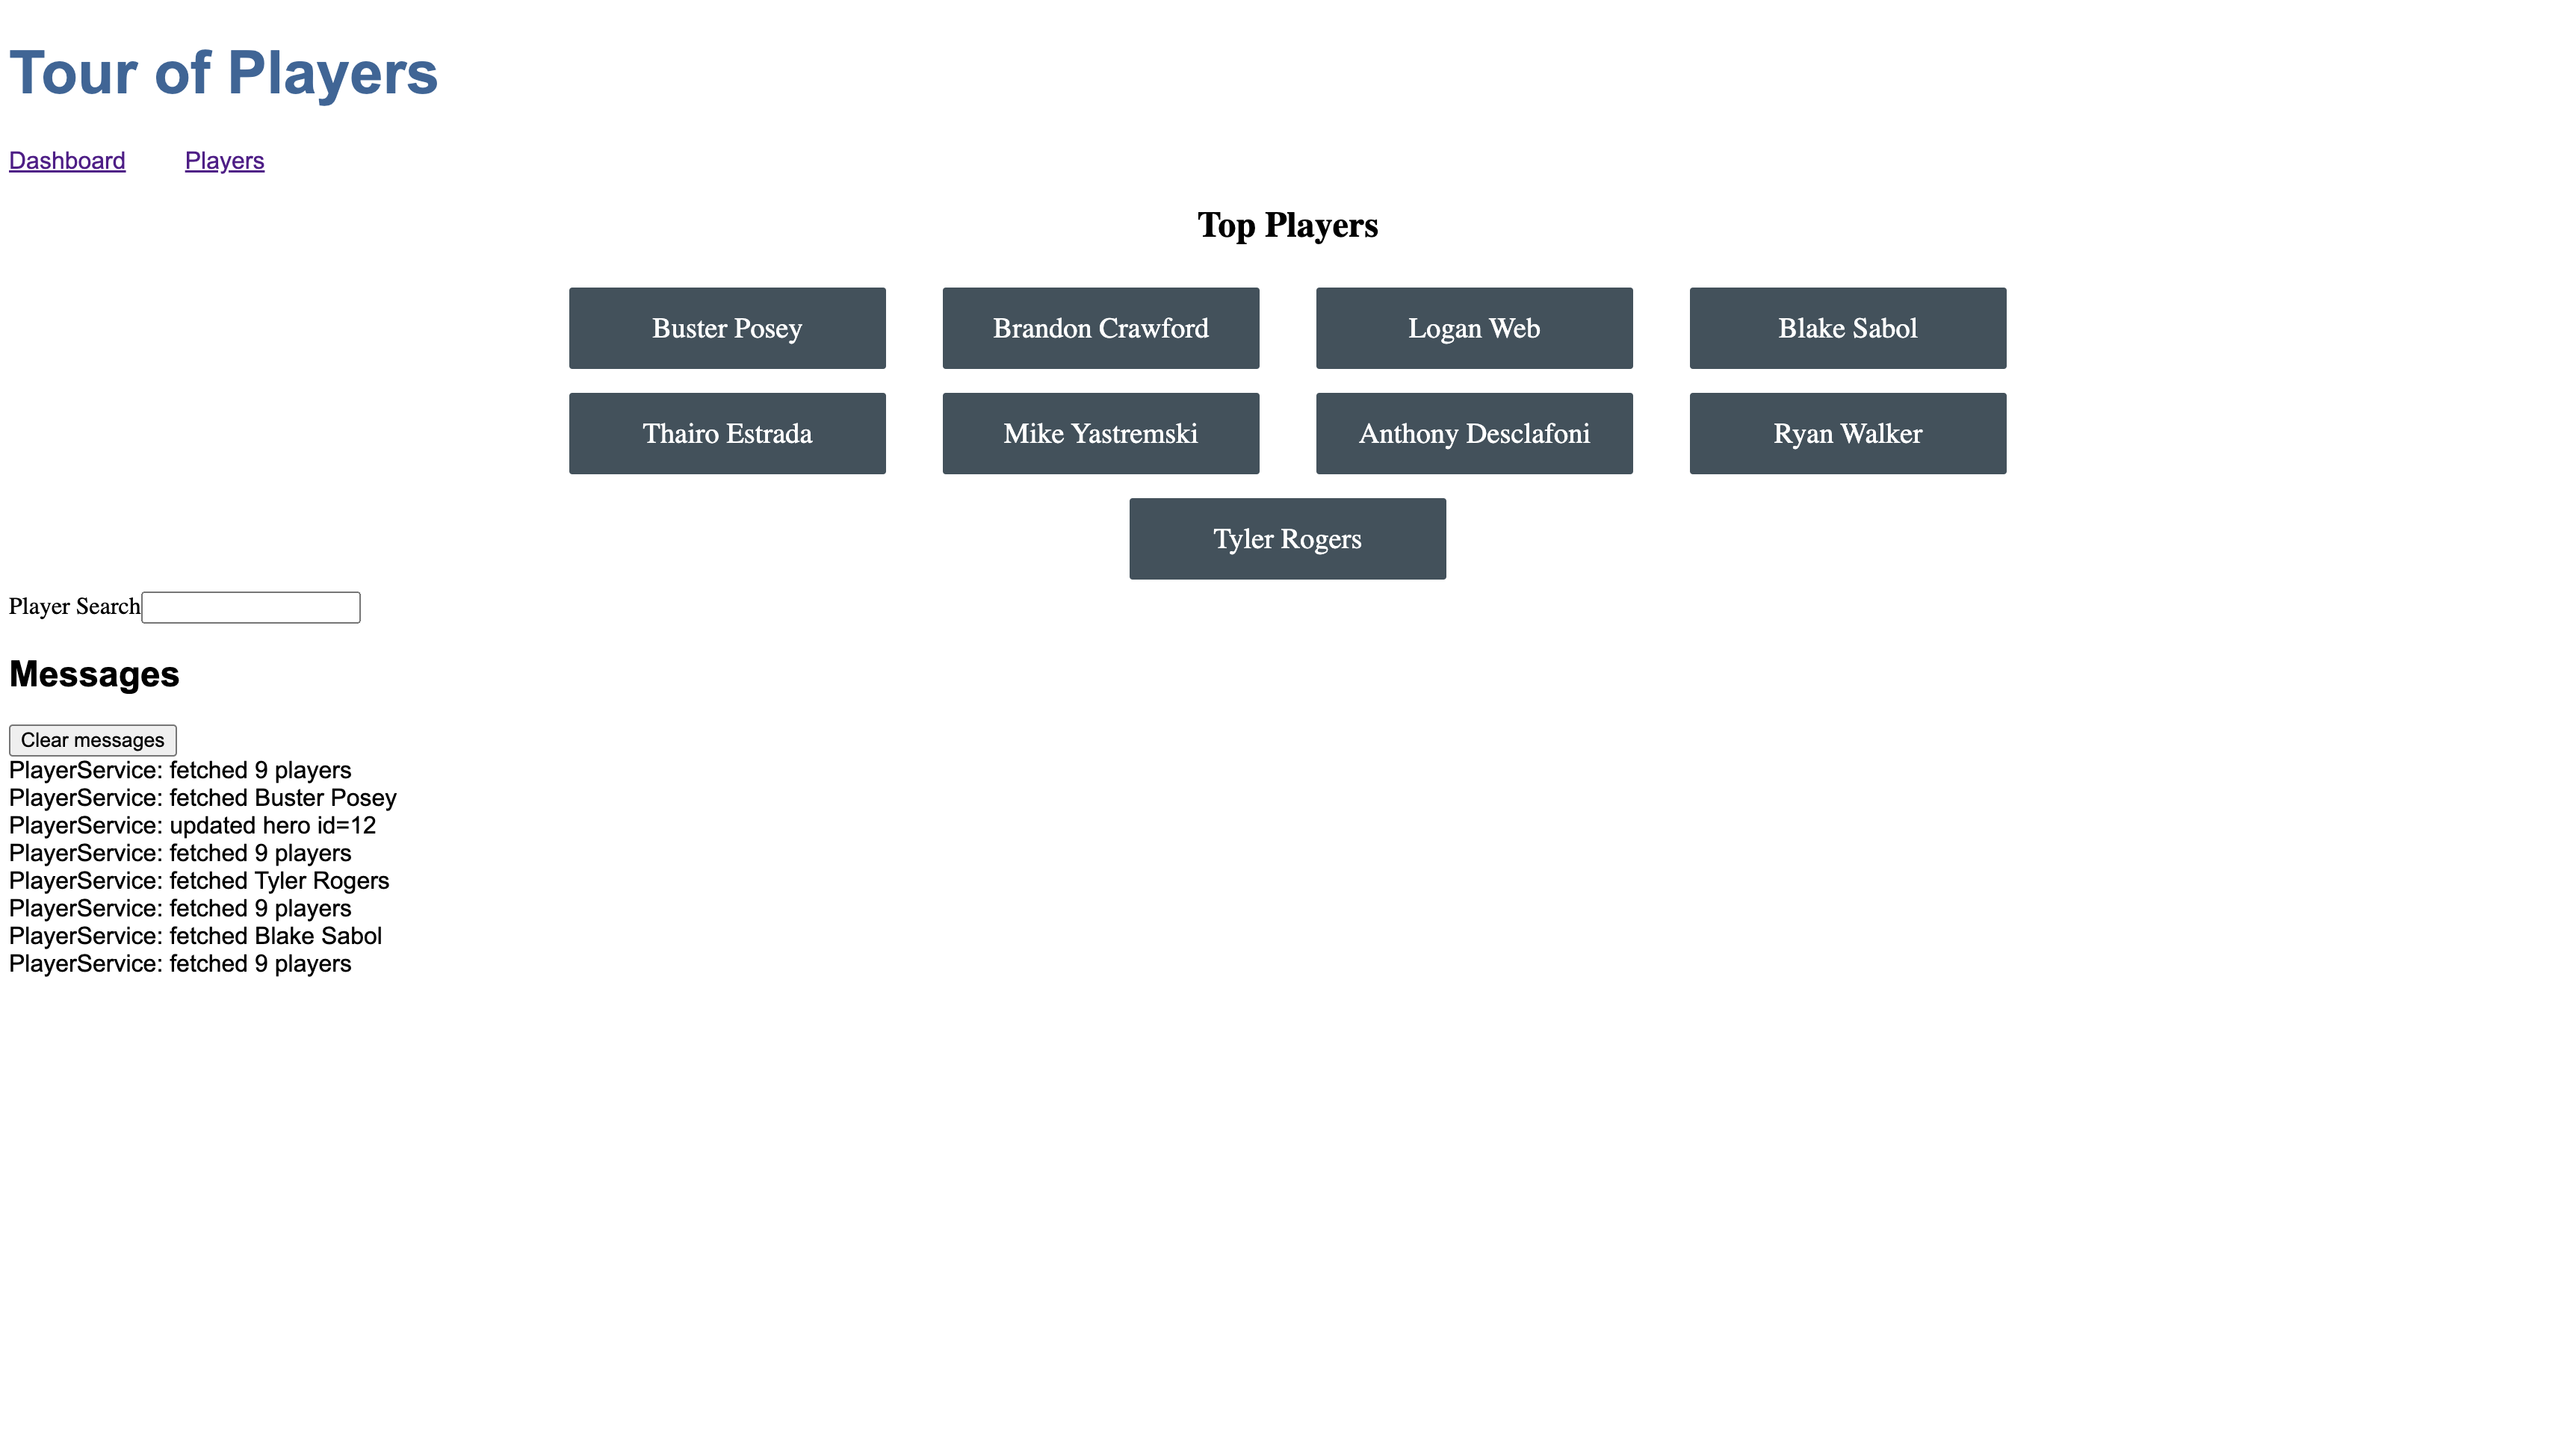 Tour of Players
Dashboard Players
Top Players
Buster Posey Brandon Crawford Logan Web Blake Sabol
Thairo Estrada Mike Yastremski Anthony Desclafoni Ryan Walker
Tyler Rogers
Player Search
Messages
Clear messages
PlayerService: fetched 9 players
PlayerService: fetched Buster Posey
PlayerService: updated hero id=12
PlayerService: fetched 9 players
PlayerService: fetched Tyler Rogers
PlayerService: fetched 9 players
PlayerService: fetched Blake Sabol
PlayerService: fetched 9 players